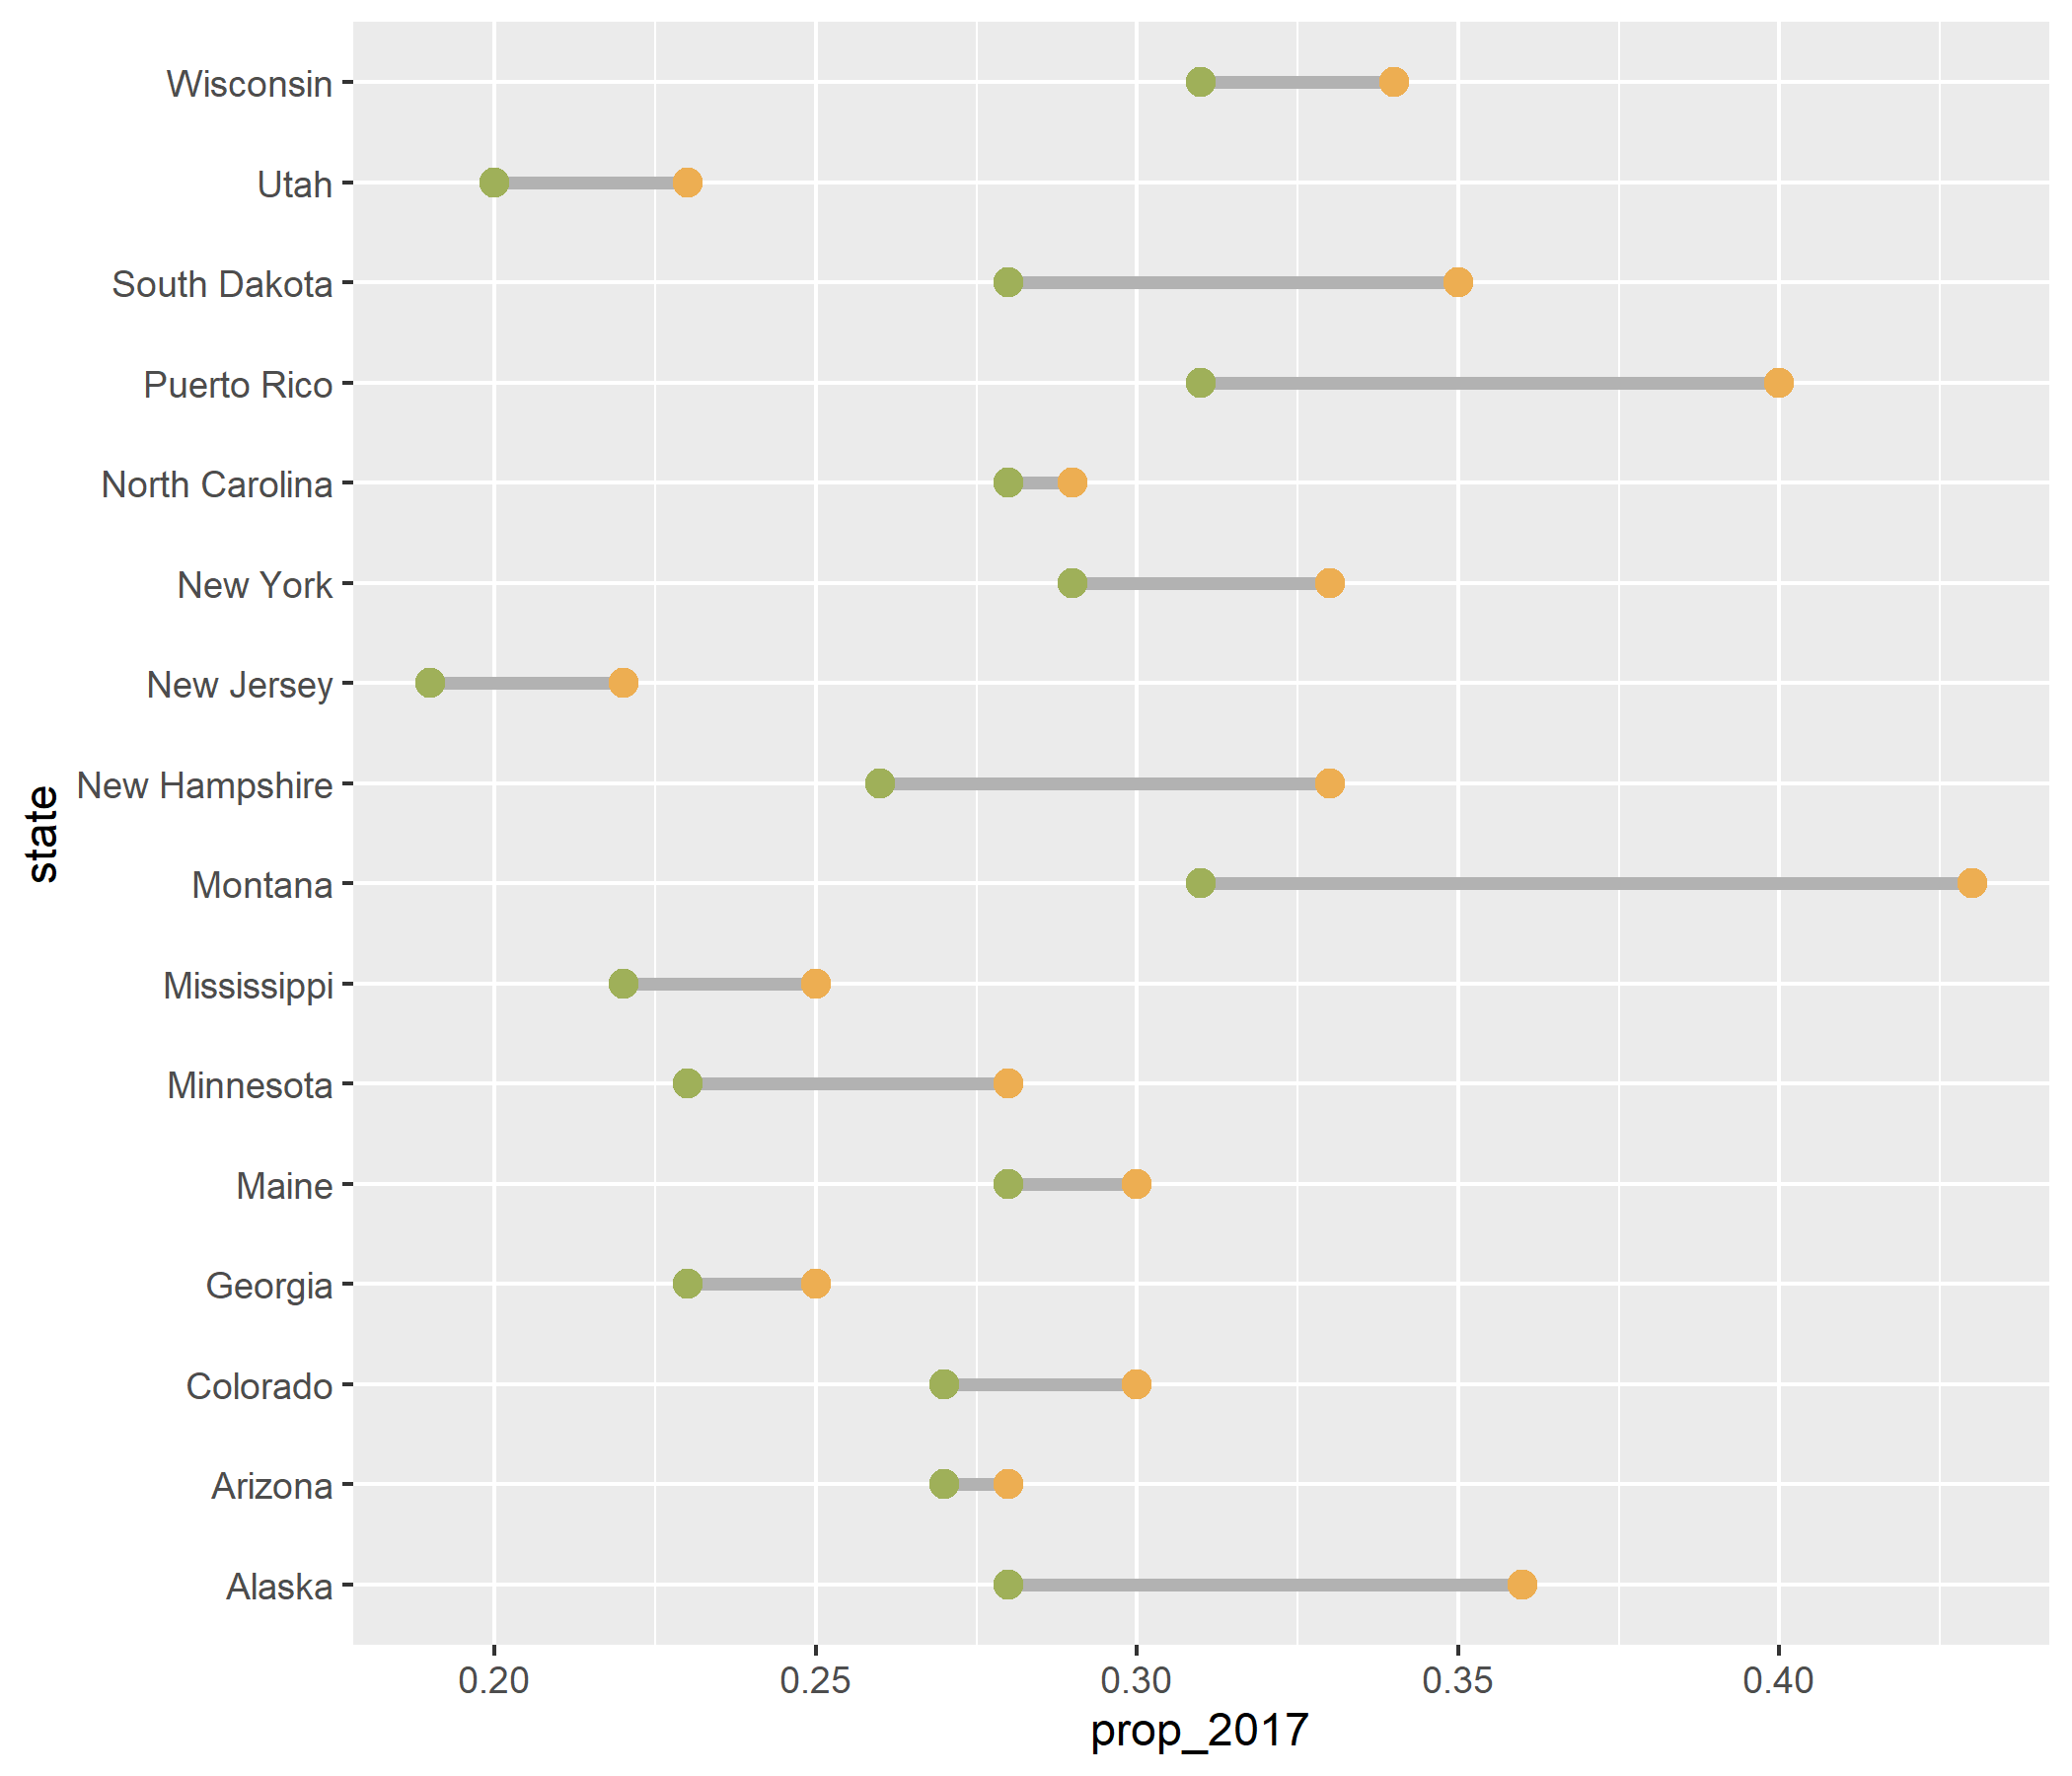 Wisconsin
Utah
South Dakota
Puerto Rico
North Carolina
New York
New Jersey
New Hampshire
Montana
Mississippi
Minnesota
Maine
Georgia
Colorado
Arizona
Alaska
state
0.20 0.25 0.30 0.35 0.40
prop_2017